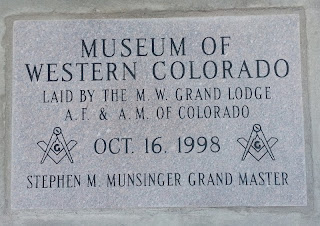 MUSEUM OF
WESTERN COLORADO
LAID BY THE M. W. GRAND LODGE
A. F. & A. M. OF COLORADO
G OCT. 16, 1998 G
STEPHEN M. MUNSINGER GRAND MASTER